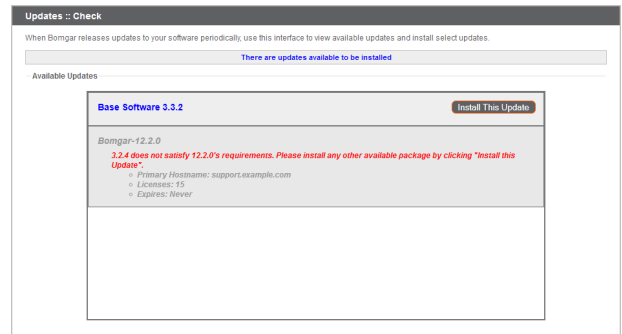 Updates :: Check
When Bomgar releases updates to your software periodically, use this interface to view available updates and install select updates.
There are updates available to be installed
Available Updates
Base Software 3.3.2
Install This Update
Bomgar-12.2.0
3.2.4 does not satisfy 12.2.0's requirements. Please install any other available package by clicking "Install this
Update".
Primary Hostname: support.example.com
Licenses: 15
Expires: Never